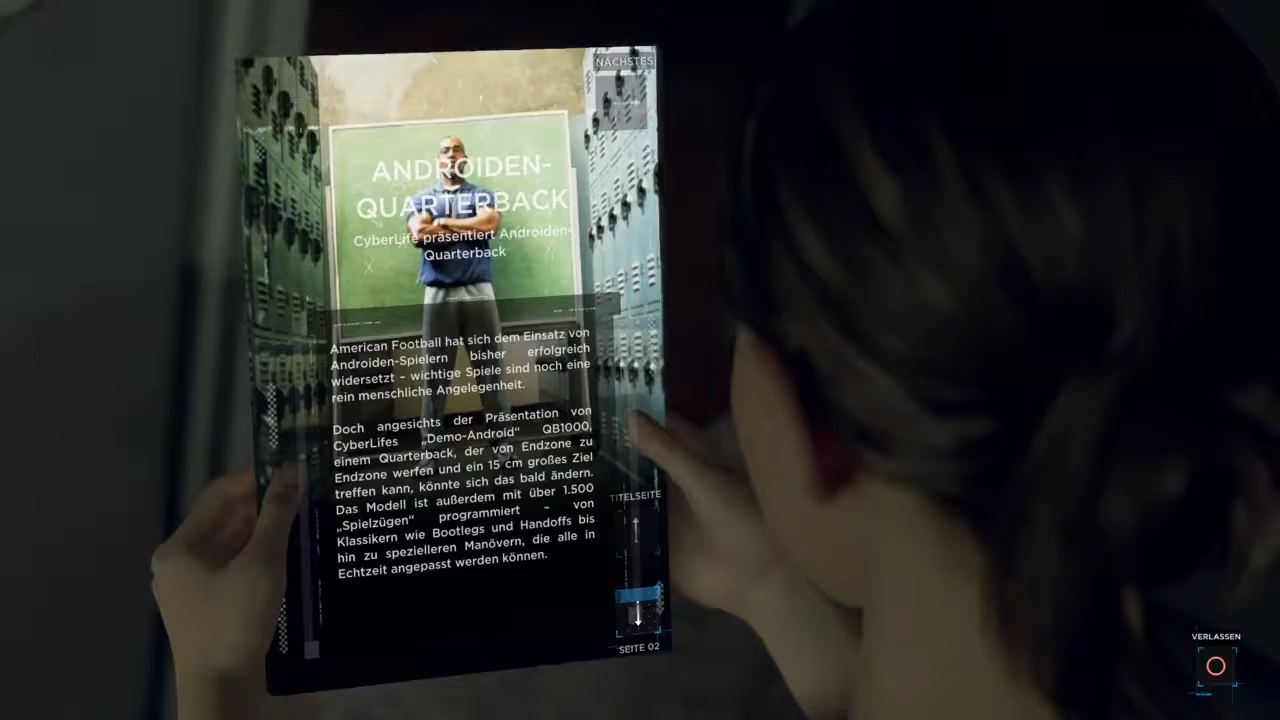 NÄCHSTES
ANDROIDEN-
QUARTERBACK
CyberLife präsentiert Androiden-
Quarterback
American Football hat sich dem Einsatz von
Androiden-Spielern bisher erfolgreich
widersetzt – wichtige Spiele sind noch eine
rein menschliche Angelegenheit.
Doch angesichts der Präsentation von
CyberLifes „Demo-Android“ QB1000,
einem Quarterback, der von Endzone zu
Endzone werfen und ein 15 cm großes Ziel
treffen kann, könnte sich das bald ändern.
Das Modell ist außerdem mit über 1.500
„Spielzügen“ programmiert – von
Klassikern wie Bootlegs und Handoffs bis
hin zu spezielleren Manövern, die alle in
Echtzeit angepasst werden können.
TITELSEITE
SEITE 02
VERLASSEN